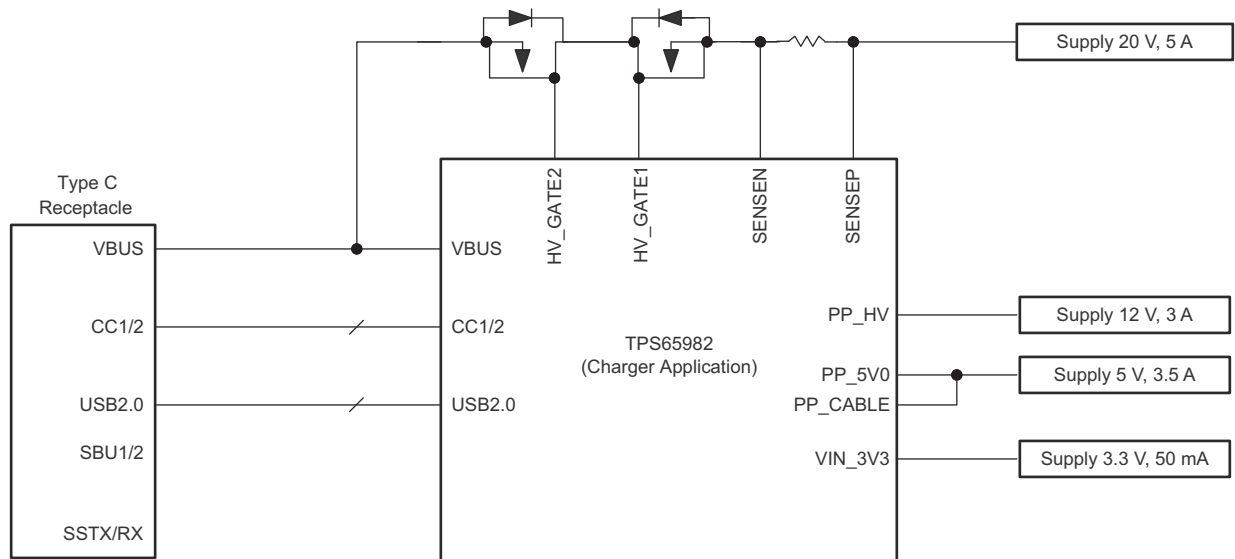 Supply 20 V, 5 A
HV_GATE2
HV_GATE1
SENSEN
SENSEP
Type C
Receptacle
VBUS
VBUS
CC1/2
CC1/2
USB2.0
USB2.0
SBU1/2
SSTX/RX
TPS65982
(Charger Application)
PP_HV
Supply 12 V, 3 A
PP_5V0
Supply 5 V, 3.5 A
PP_CABLE
VIN_3V3
Supply 3.3 V, 50 mA